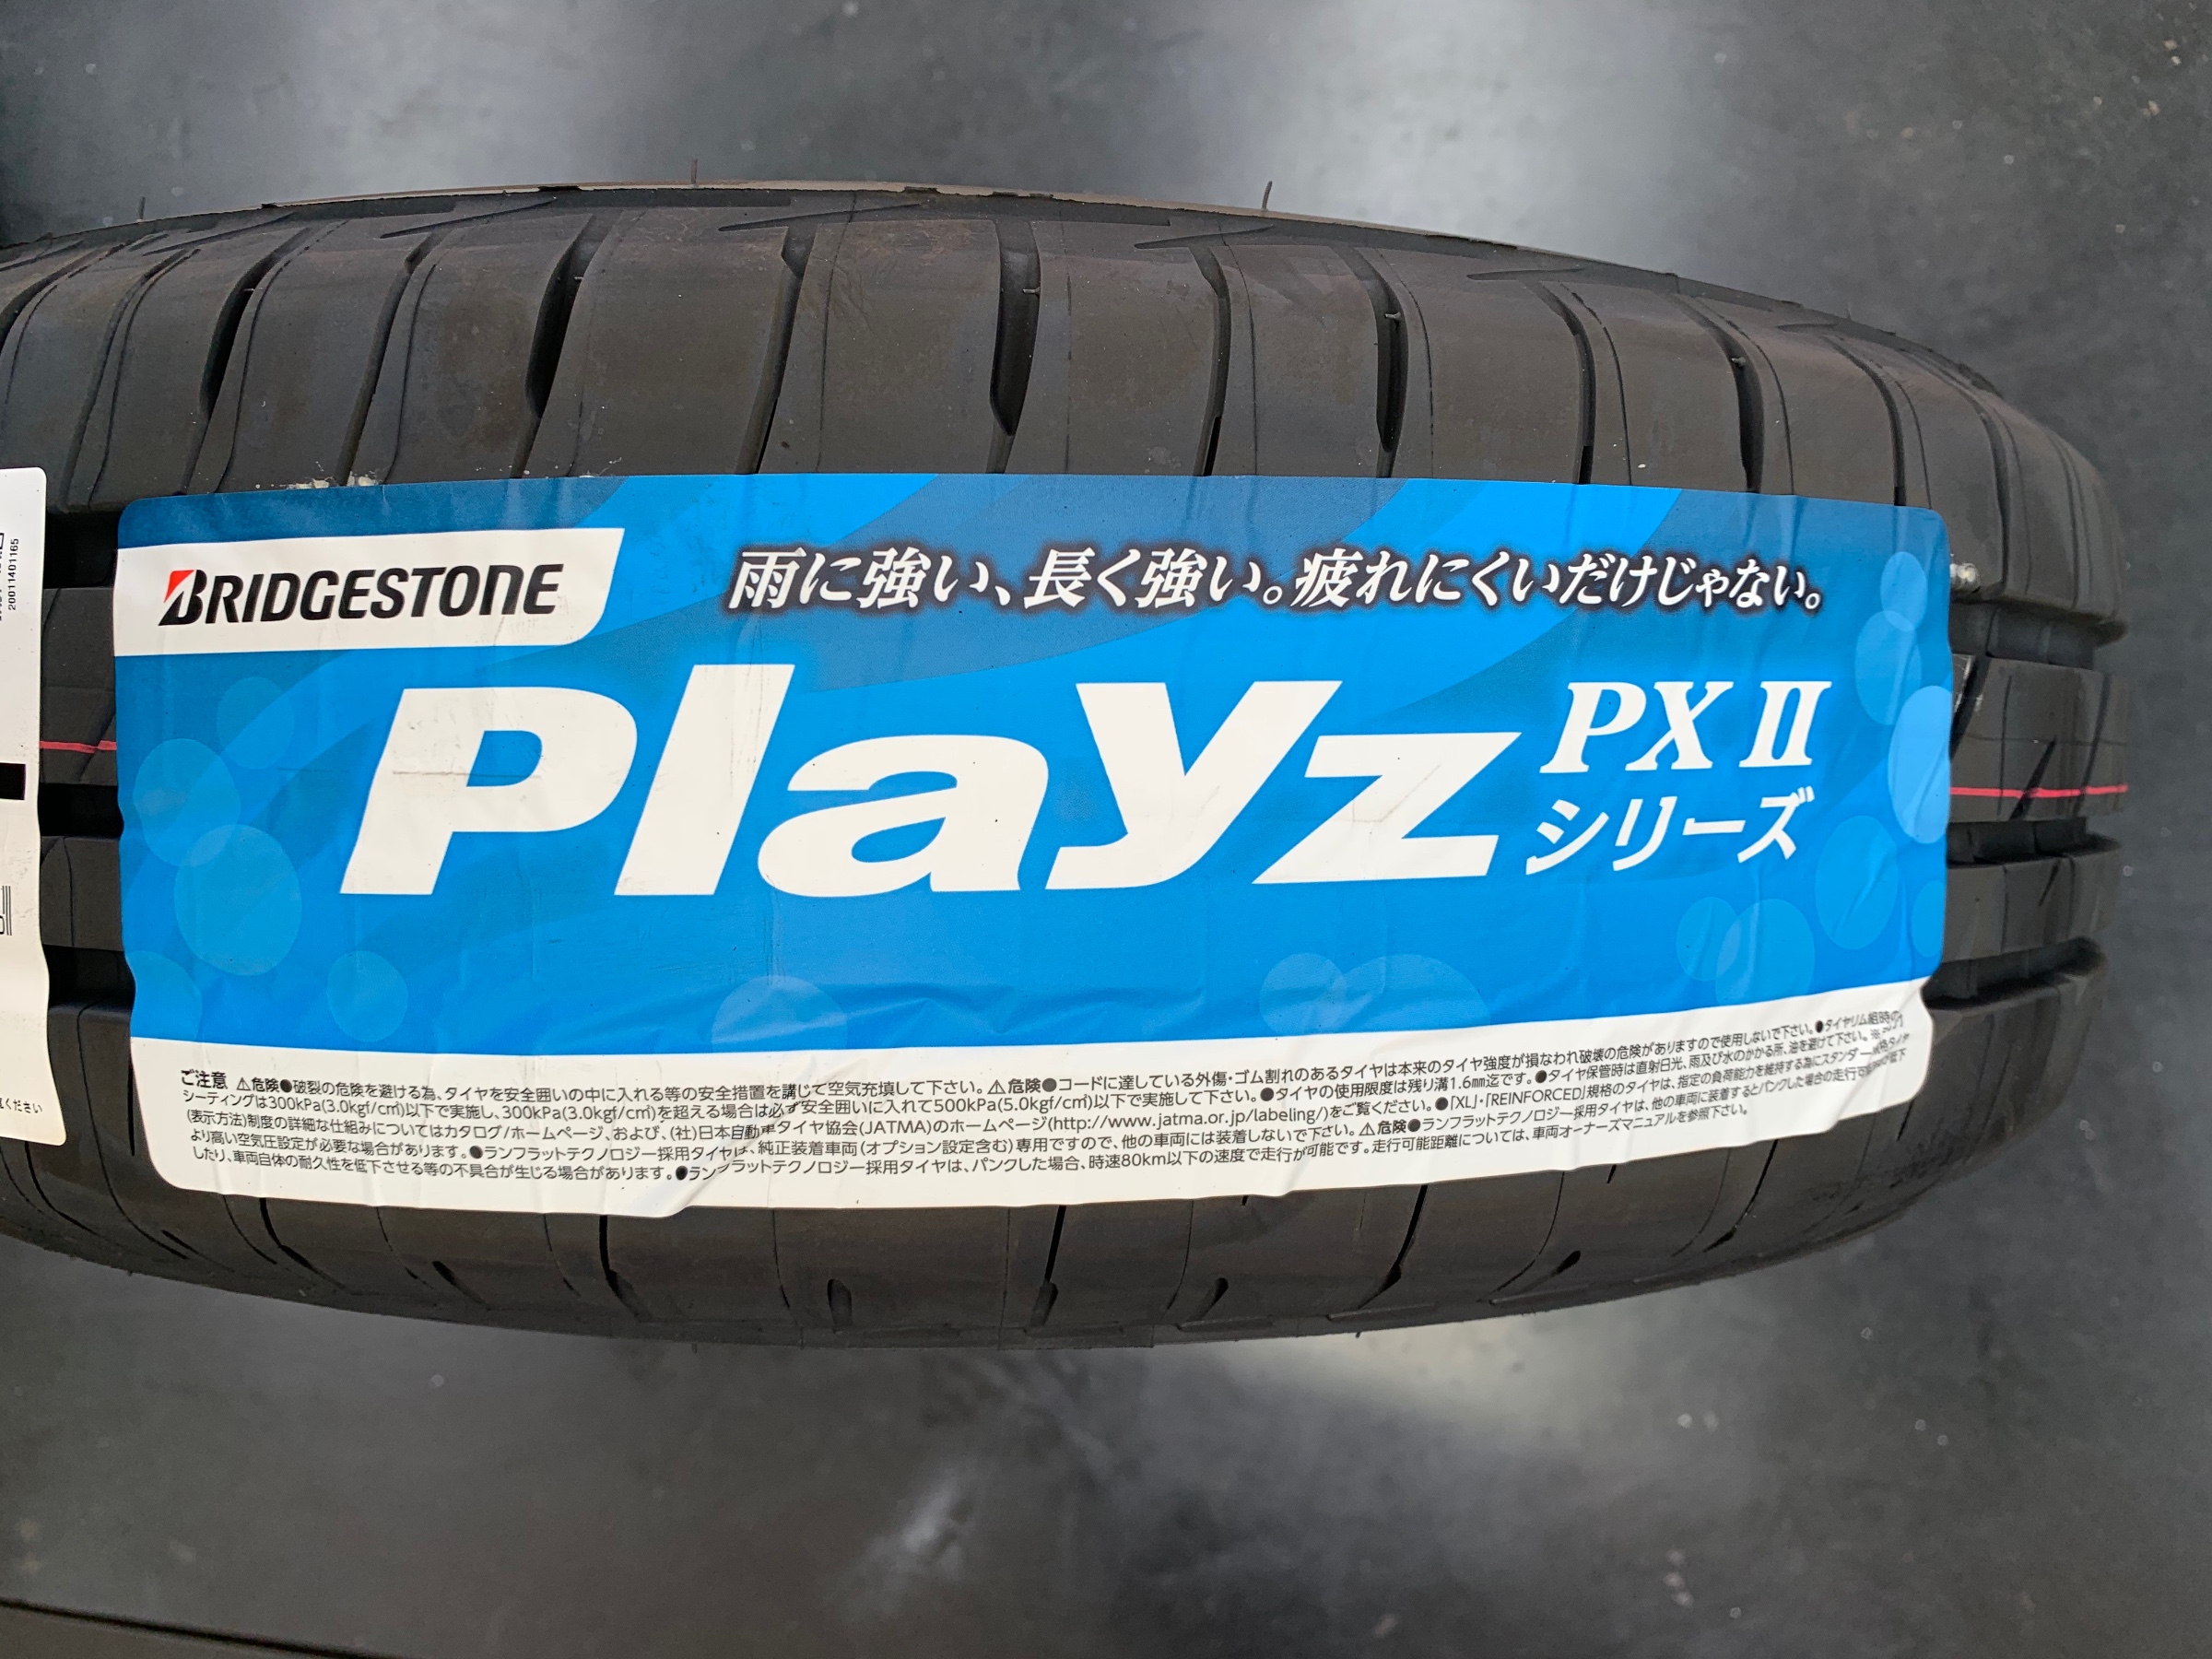 BRIDGESTONE
雨に強い、長く強い。疲れにくいだけじゃない。
Playz
PXⅡ
シリーズ
ご注意 ⚠危険●破裂の危険を避ける為、タイヤを安全囲いの中に入れる等の安全措置を講じて空気充填して下さい。⚠危険●コードに達している外傷・ゴム割れのあるタイヤは本来のタイヤ強度が損なわれ破壊の危険がありますので使用しないで下さい。●タイヤリム組時の
シーティングは300kPa(3.0kgf/c㎡)以下で実施し、300kPa(3.0kgf/c㎡)を超える場合は必ず安全囲いに入れて500kPa(5.0kgf/c㎡)以下で実施して下さい。●タイヤの使用限度は残り溝1.6㎜迄です。●タイヤ保管時は直射日光、雨及び水のかかる所、油を避けて下さい。
(表示方法)制度の詳細な仕組みについてはカタログ/ホームページ、および、(社)日本自動車タイヤ協会(JATMA)のホームページ(http://www.jatma.or.jp/labeling/)をご覧ください。●「XL」・「REINFORCED」規格のタイヤは、指定の負荷能力を維持する為にスタンダード
より高い空気圧設定が必要な場合があります。●ランフラットテクノロジー採用タイヤは、純正装着車両(オプション設定含む)専用ですので、他の車両には装着しないで下さい。⚠危険●ランフラットテクノロジー採用タイヤは、他の車両に装着するとパンクした場合の走行で
したり、車両自体の耐久性を低下させる等の不具合が生じる場合があります。●ランフラットテクノロジー採用タイヤは、パンクした場合、時速80km以下の速度で走行が可能です。走行可能距離については、車両オーナーズマニュアルを参照下さい。
20011401165
ください